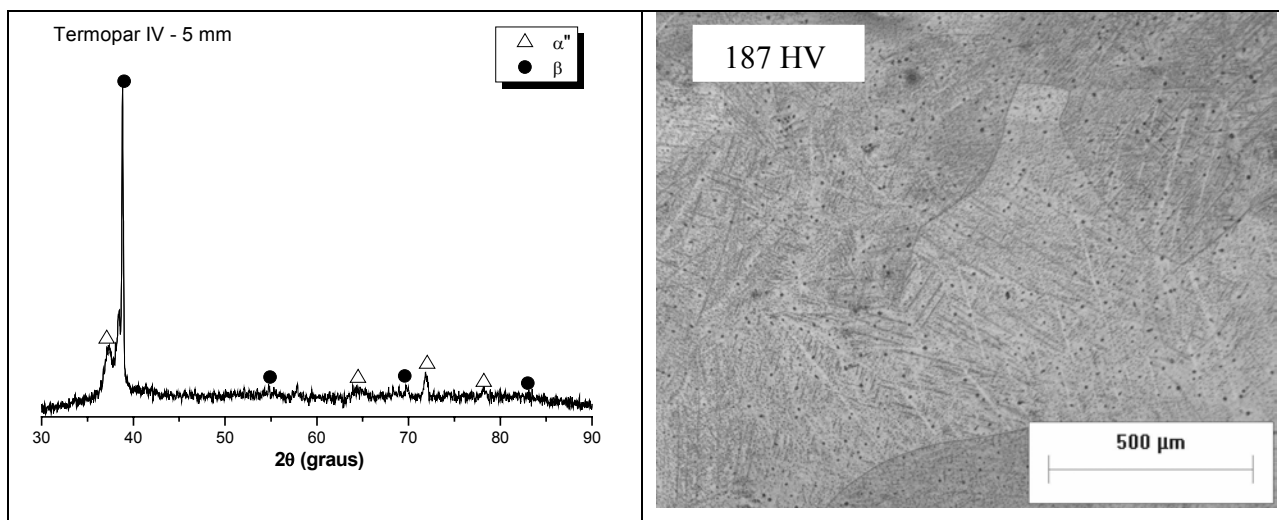 Termopar IV - 5 mm
△ α"
● β
30 40 50 60 70 80 90
2θ (graus)
187 HV
500 µm